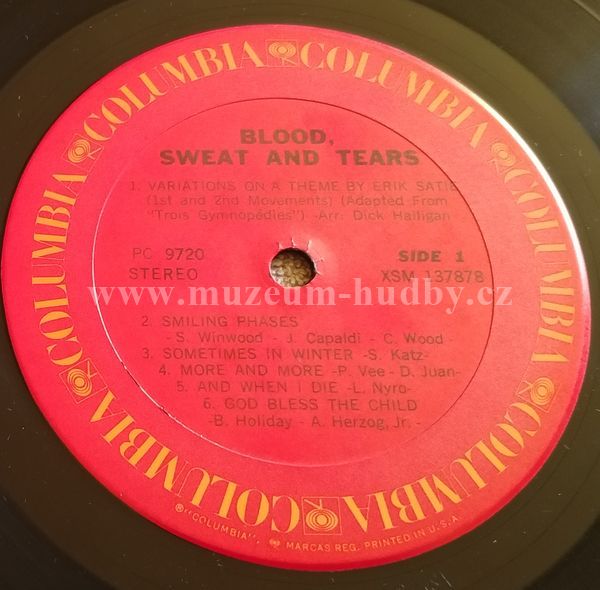 COLUMBIA COLUMBIA COLUMBIA COLUMBIA COLUMBIA COLUMBIA COLUMBIA COLUMBIA
BLOOD,
SWEAT AND TEARS
1. VARIATIONS ON A THEME BY ERIK SATIE
(1st and 2nd Movements) (Adapted From
"Trois Gymnopédies") -Arr: Dick Halligan-
PC 9720 SIDE 1
STEREO XSM 137878
www.muzeum-hudby.cz
2. SMILING PHASES
-S. Winwood - J. Capaldi - C. Wood-
3. SOMETIMES IN WINTER -S. Katz-
4. MORE AND MORE -P. Vee - D. Juan-
5. AND WHEN I DIE -L. Nyro-
6. GOD BLESS THE CHILD
-B. Holiday - A. Herzog, Jr.-
®"COLUMBIA", MARCAS REG. PRINTED IN U.S.A.